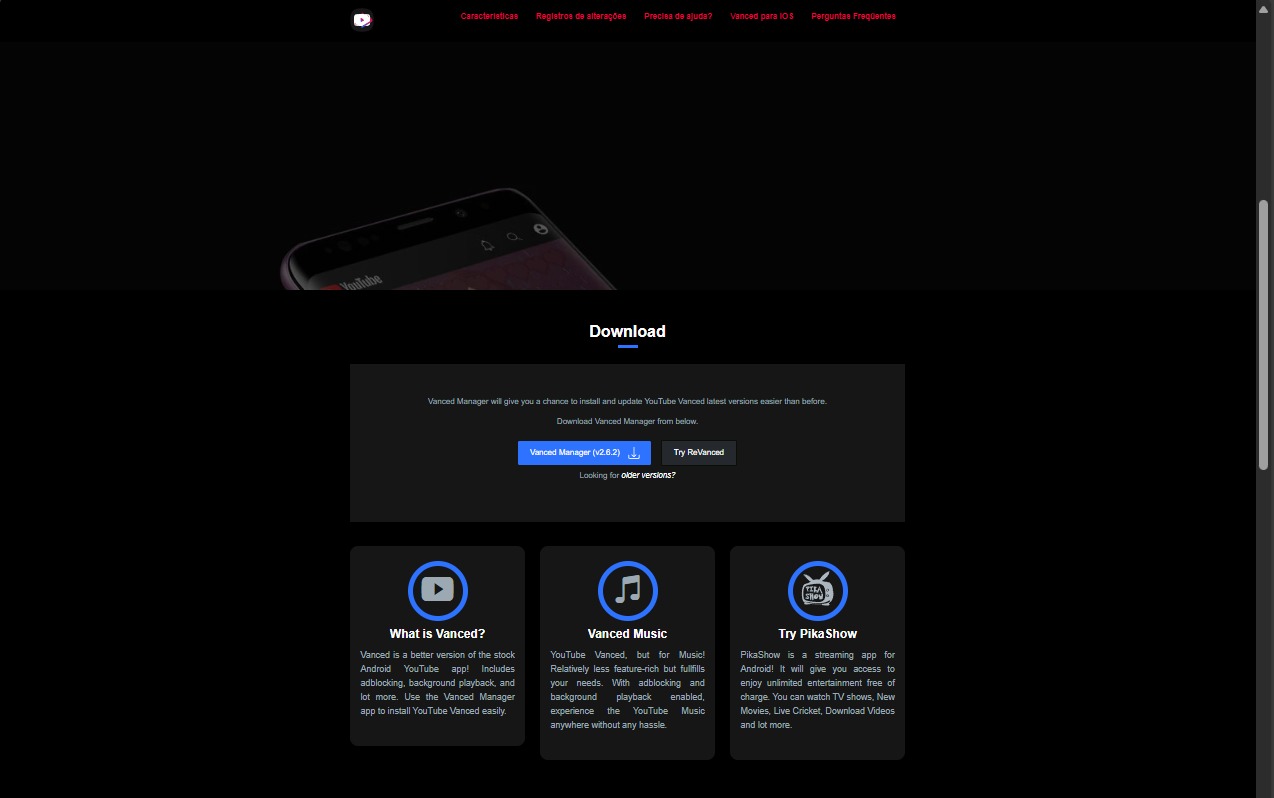 Características Registros de alterações Precisa de ajuda? Vanced para iOS Perguntas Freqüentes
YouTube
Download
Vanced Manager will give you a chance to install and update YouTube Vanced latest versions easier than before.
Download Vanced Manager from below.
Vanced Manager (v2.6.2) Try ReVanced
Looking for older versions?
What is Vanced?
Vanced is a better version of the stock
Android YouTube app! Includes
adblocking, background playback, and
lot more. Use the Vanced Manager
app to install YouTube Vanced easily.
Vanced Music
YouTube Vanced, but for Music!
Relatively less feature-rich but fullfills
your needs. With adblocking and
background playback enabled,
experience the YouTube Music
anywhere without any hassle.
PIKA
SHOW
Try PikaShow
PikaShow is a streaming app for
Android! It will give you access to
enjoy unlimited entertainment free of
charge. You can watch TV shows, New
Movies, Live Cricket, Download Videos
and lot more.